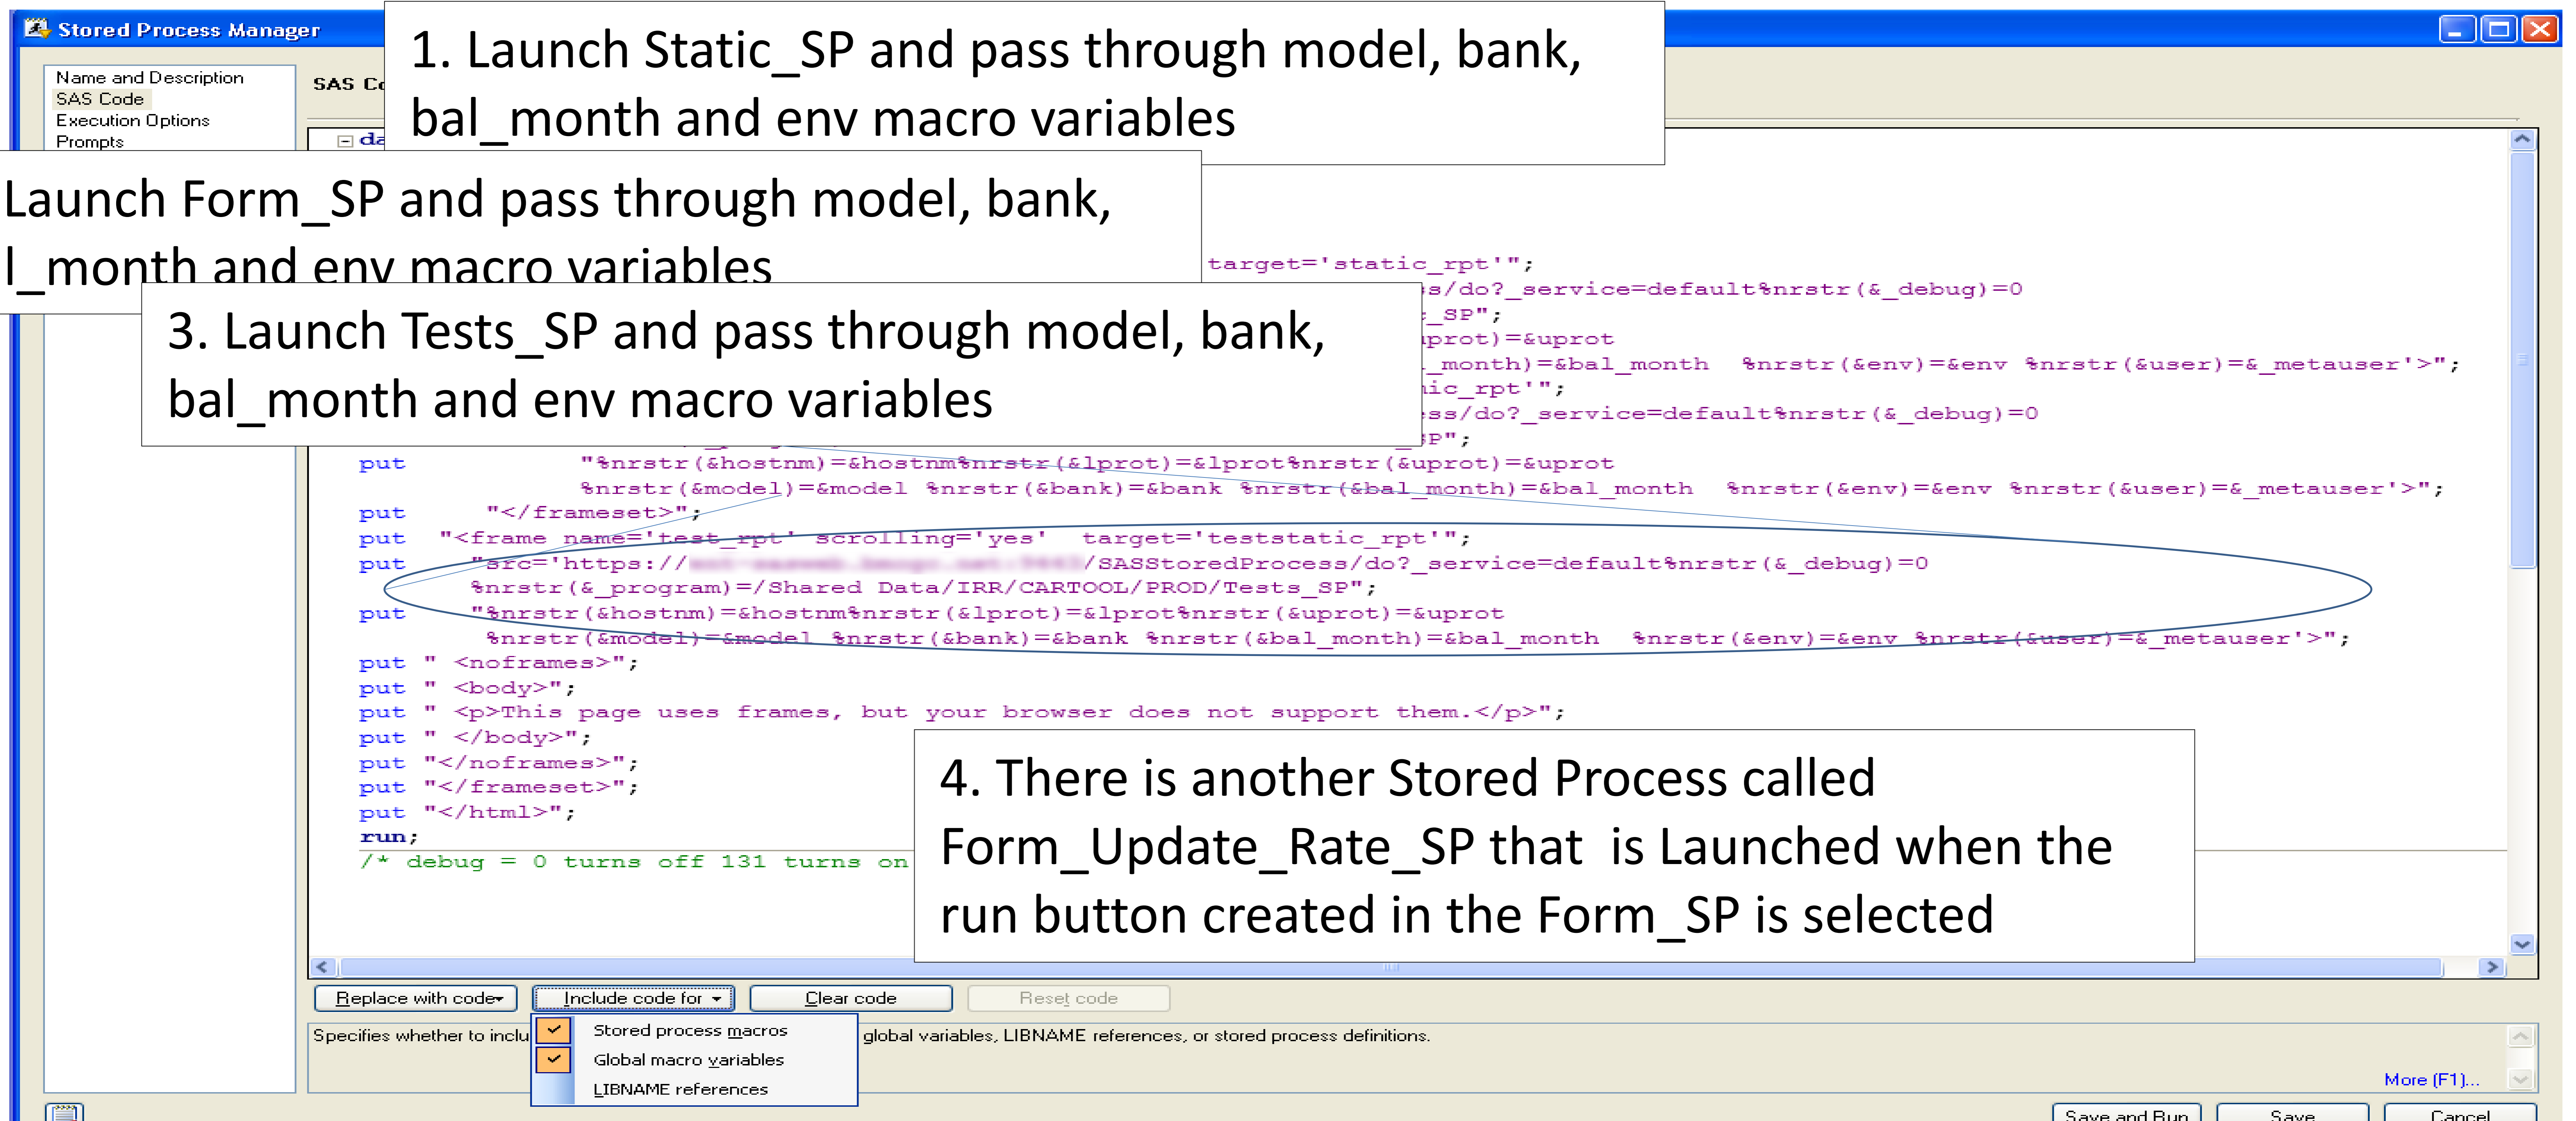 Stored Process Manager
1. Launch Static_SP and pass through model, bank,
bal_month and env macro variables
Name and Description
SAS Code
Execution Options
Prompts
SAS
Launch Form_SP and pass through model, bank,
l_month and env macro variables
3. Launch Tests_SP and pass through model, bank,
bal_month and env macro variables
target='static_rpt'";
s/do?_service=default%nrstr(&_debug)=0
_SP";
prot)=&uprot
_month)=&bal_month %nrstr(&env)=&env %nrstr(&user)=&_metauser'>";
ic_rpt'";
ss/do?_service=default%nrstr(&_debug)=0
SP";
put "%nrstr(&hostnm)=&hostnm%nrstr(&lprot)=&lprot%nrstr(&uprot)=&uprot
%nrstr(&model)=&model %nrstr(&bank)=&bank %nrstr(&bal_month)=&bal_month %nrstr(&env)=&env %nrstr(&user)=&_metauser'>";
put "</frameset>";
put "<frame name='test_rpt' scrolling='yes' target='teststatic_rpt'";
put "src='https:// /SASStoredProcess/do?_service=default%nrstr(&_debug)=0
%nrstr(&_program)=/Shared Data/IRR/CARTOOL/PROD/Tests_SP";
put "%nrstr(&hostnm)=&hostnm%nrstr(&lprot)=&lprot%nrstr(&uprot)=&uprot
%nrstr(&model)=&model %nrstr(&bank)=&bank %nrstr(&bal_month)=&bal_month %nrstr(&env)=&env %nrstr(&user)=&_metauser'>";
put " <noframes>";
put " <body>";
put " <p>This page uses frames, but your browser does not support them.</p>";
put " </body>";
put "</noframes>";
put "</frameset>";
put "</html>";
run;
/* debug = 0 turns off 131 turns on
4. There is another Stored Process called
Form_Update_Rate_SP that is Launched when the
run button created in the Form_SP is selected
Replace with code
Include code for
Clear code
Reset code
Specifies whether to inclu
global variables, LIBNAME references, or stored process definitions.
Stored process macros
Global macro variables
LIBNAME references
More (F1)...
Save and Run
Save
Cancel